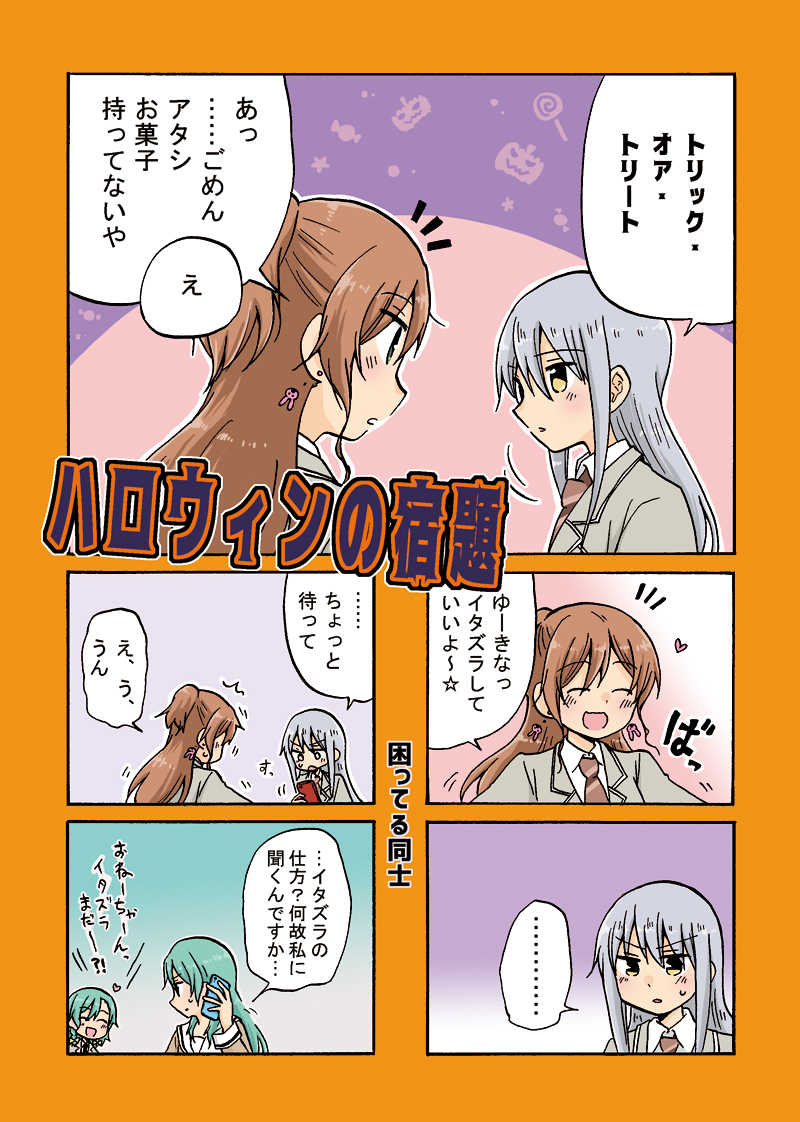 トリック・
オア・
トリート
あっ
……ごめん
アタシ
お菓子
持ってないや
え
ハロウィンの宿題
ゆーきなっ
イタズラして
いいよ～☆
ばっ
…………
困ってる同士
……
ちょっと
待って
す、
え、う、
うん
…イタズラの
仕方？何故私に
聞くんですか…
おねーちゃーん、
イタズラ
まだー？！